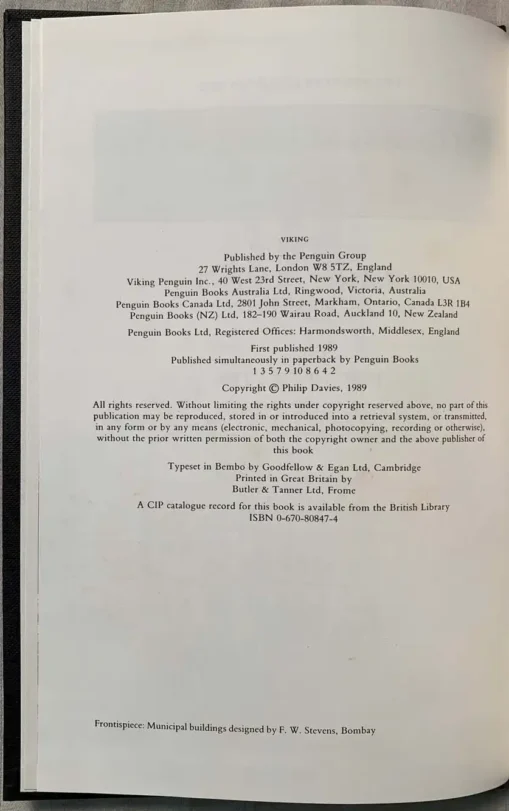 VIKING
Published by the Penguin Group
27 Wrights Lane, London W8 5TZ, England
Viking Penguin Inc., 40 West 23rd Street, New York, New York 10010, USA
Penguin Books Australia Ltd, Ringwood, Victoria, Australia
Penguin Books Canada Ltd, 2801 John Street, Markham, Ontario, Canada L3R 1B4
Penguin Books (NZ) Ltd, 182–190 Wairau Road, Auckland 10, New Zealand
Penguin Books Ltd, Registered Offices: Harmondsworth, Middlesex, England
First published 1989
Published simultaneously in paperback by Penguin Books
1 3 5 7 9 10 8 6 4 2
Copyright © Philip Davies, 1989
All rights reserved. Without limiting the rights under copyright reserved above, no part of this
publication may be reproduced, stored in or introduced into a retrieval system, or transmitted,
in any form or by any means (electronic, mechanical, photocopying, recording or otherwise),
without the prior written permission of both the copyright owner and the above publisher of
this book
Typeset in Bembo by Goodfellow & Egan Ltd, Cambridge
Printed in Great Britain by
Butler & Tanner Ltd, Frome
A CIP catalogue record for this book is available from the British Library
ISBN 0-670-80847-4
Frontispiece: Municipal buildings designed by F. W. Stevens, Bombay